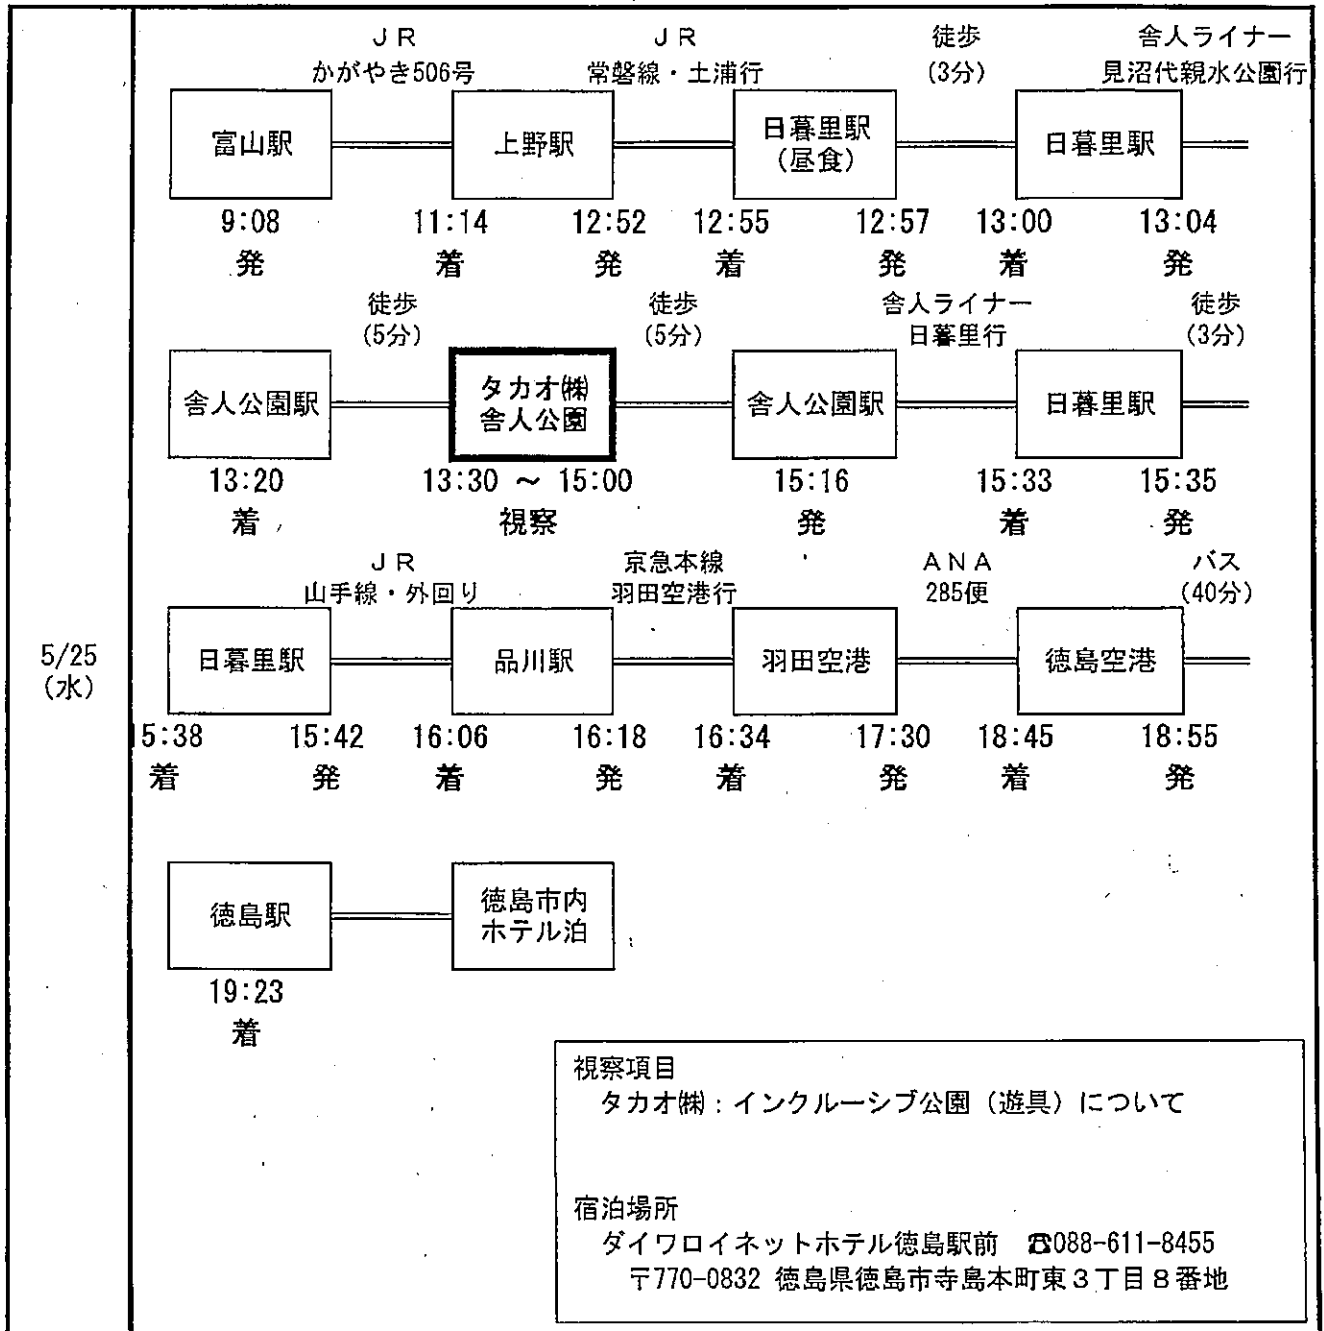 ＪＲ ＪＲ 徒歩 舎人ライナー
かがやき506号 常磐線・土浦行 (3分) 見沼代親水公園行
富山駅 上野駅 日暮里駅 日暮里駅
(昼食)
9:08 11:14 12:52 12:55 12:57 13:00 13:04
発 着 発 着 発 着 発
徒歩 徒歩 舎人ライナー 徒歩
(5分) (5分) 日暮里行 (3分)
舎人公園駅 タカオ㈱ 舎人公園駅 日暮里駅
舎人公園
13:20 13:30 ～ 15:00 15:16 15:33 15:35
着 視察 発 着 発
ＪＲ 京急本線 ＡＮＡ バス
山手線・外回り 羽田空港行 285便 (40分)
5/25
(水)
日暮里駅 品川駅 羽田空港 徳島空港
15:38 15:42 16:06 16:18 16:34 17:30 18:45 18:55
着 発 着 発 着 発 着 発
徳島駅 徳島市内
ホテル泊
19:23
着
視察項目
タカオ㈱：インクルーシブ公園（遊具）について
宿泊場所
ダイワロイネットホテル徳島駅前 ☎088-611-8455
〒770-0832 徳島県徳島市寺島本町東３丁目８番地